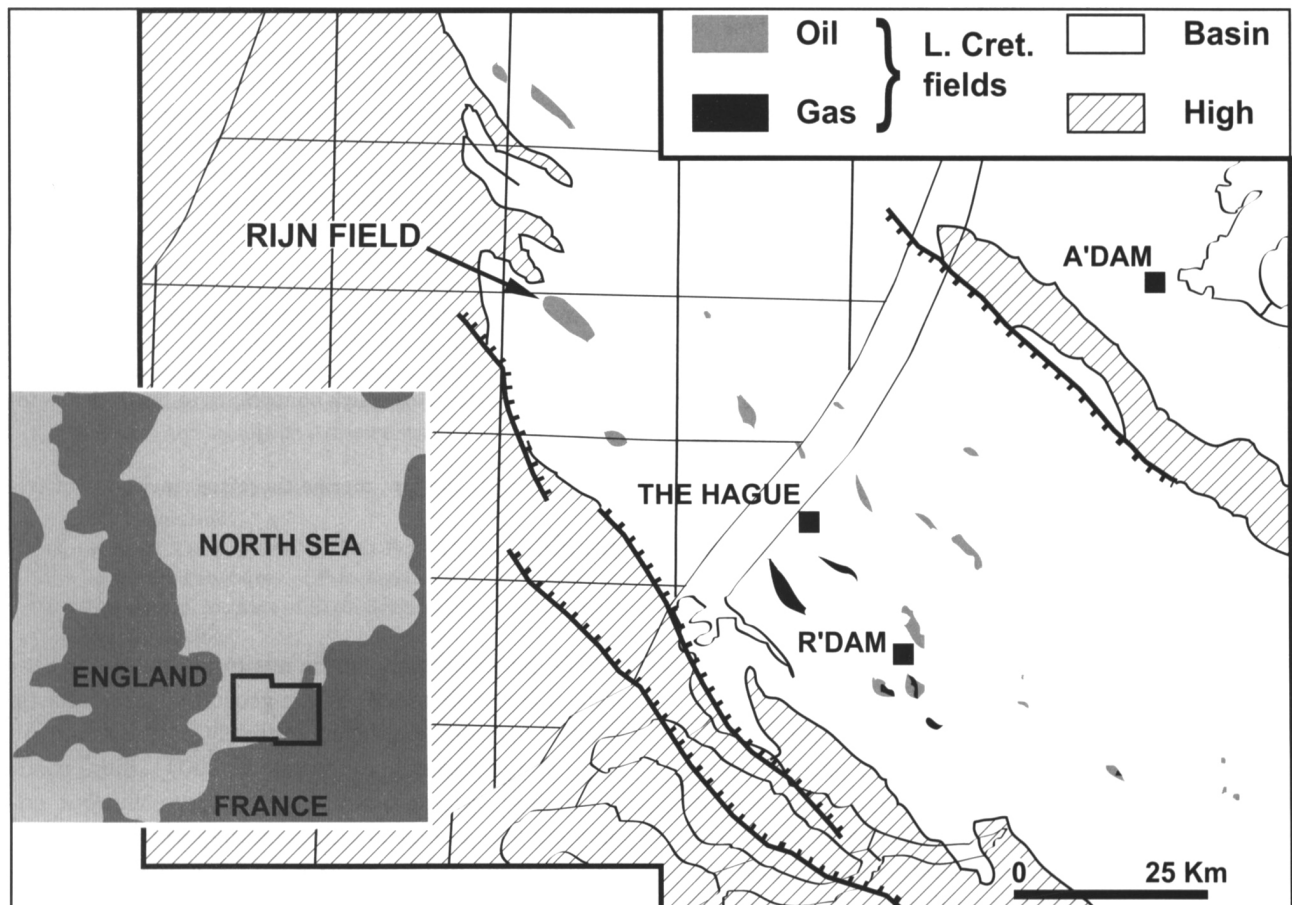 Oil
Gas
L. Cret.
fields
Basin
High
RIJN FIELD
A'DAM
THE HAGUE
NORTH SEA
R'DAM
ENGLAND
FRANCE
0 25 Km